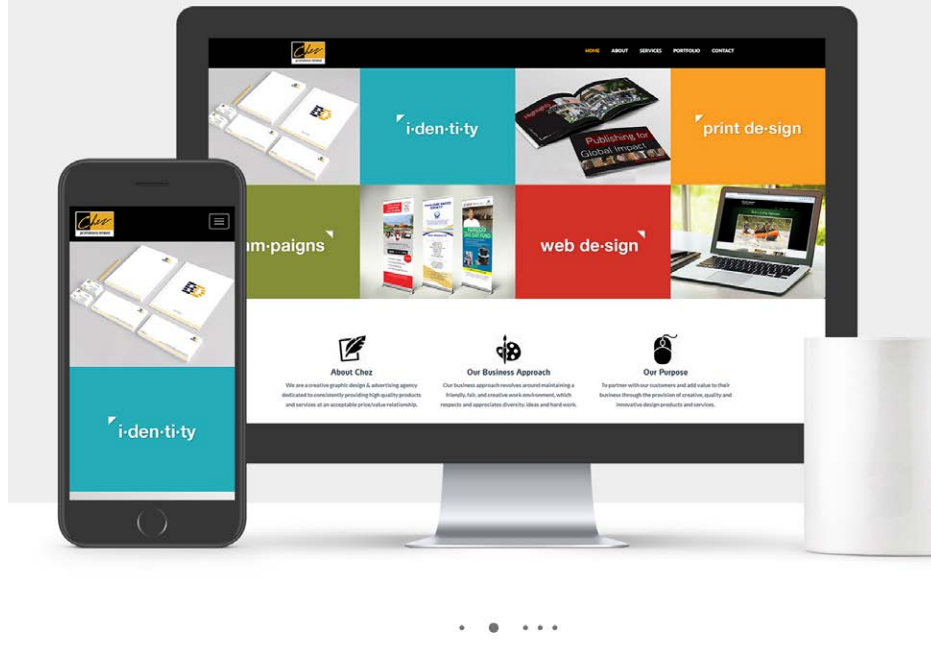 Chez
HOME ABOUT SERVICES PORTFOLIO CONTACT
i·den·ti·ty
Highlights
Publishing for
Global Impact
print de·sign
m·paigns
web de·sign
About Chez
We are a creative graphic design & advertising agency
dedicated to consistently providing high quality products
and services at an acceptable price/value relationship.
Our Business Approach
Our business approach revolves around maintaining a
friendly, fair, and creative work environment, which
respects and appreciates diversity, ideas and hard work.
Our Purpose
To partner with our customers and add value to their
business through the provision of creative, quality and
innovative design products and services.
Chez
i·den·ti·ty